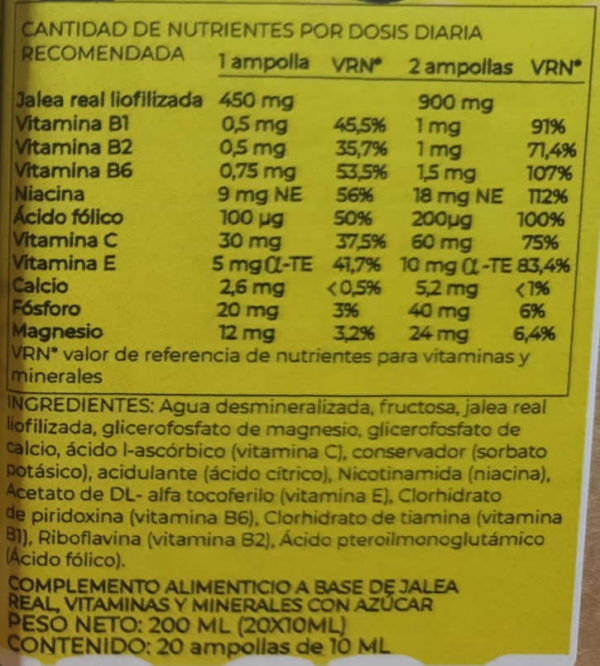 CANTIDAD DE NUTRIENTES POR DOSIS DIARIA
RECOMENDADA 1 ampolla VRN* 2 ampollas VRN*
Jalea real liofilizada 450 mg 900 mg
Vitamina B1 0,5 mg 45,5% 1 mg 91%
Vitamina B2 0,5 mg 35,7% 1 mg 71,4%
Vitamina B6 0,75 mg 53,5% 1,5 mg 107%
Niacina 9 mg NE 56% 18 mg NE 112%
Ácido fólico 100 µg 50% 200µg 100%
Vitamina C 30 mg 37,5% 60 mg 75%
Vitamina E 5 mg α-TE 41,7% 10 mg α-TE 83,4%
Calcio 2,6 mg <0,5% 5,2 mg <1%
Fósforo 20 mg 3% 40 mg 6%
Magnesio 12 mg 3,2% 24 mg 6,4%
VRN* valor de referencia de nutrientes para vitaminas y
minerales
INGREDIENTES: Agua desmineralizada, fructosa, jalea real
liofilizada, glicerofosfato de magnesio, glicerofosfato de
calcio, ácido l-ascórbico (vitamina C), conservador (sorbato
potásico), acidulante (ácido cítrico), Nicotinamida (niacina),
Acetato de DL- alfa tocoferilo (vitamina E), Clorhidrato
de piridoxina (vitamina B6), Clorhidrato de tiamina (vitamina
B1), Riboflavina (vitamina B2), Ácido pteroilmonoglutámico
(Ácido fólico).
COMPLEMENTO ALIMENTICIO A BASE DE JALEA
REAL, VITAMINAS Y MINERALES CON AZÚCAR
PESO NETO: 200 ML (20X10ML)
CONTENIDO: 20 ampollas de 10 ML